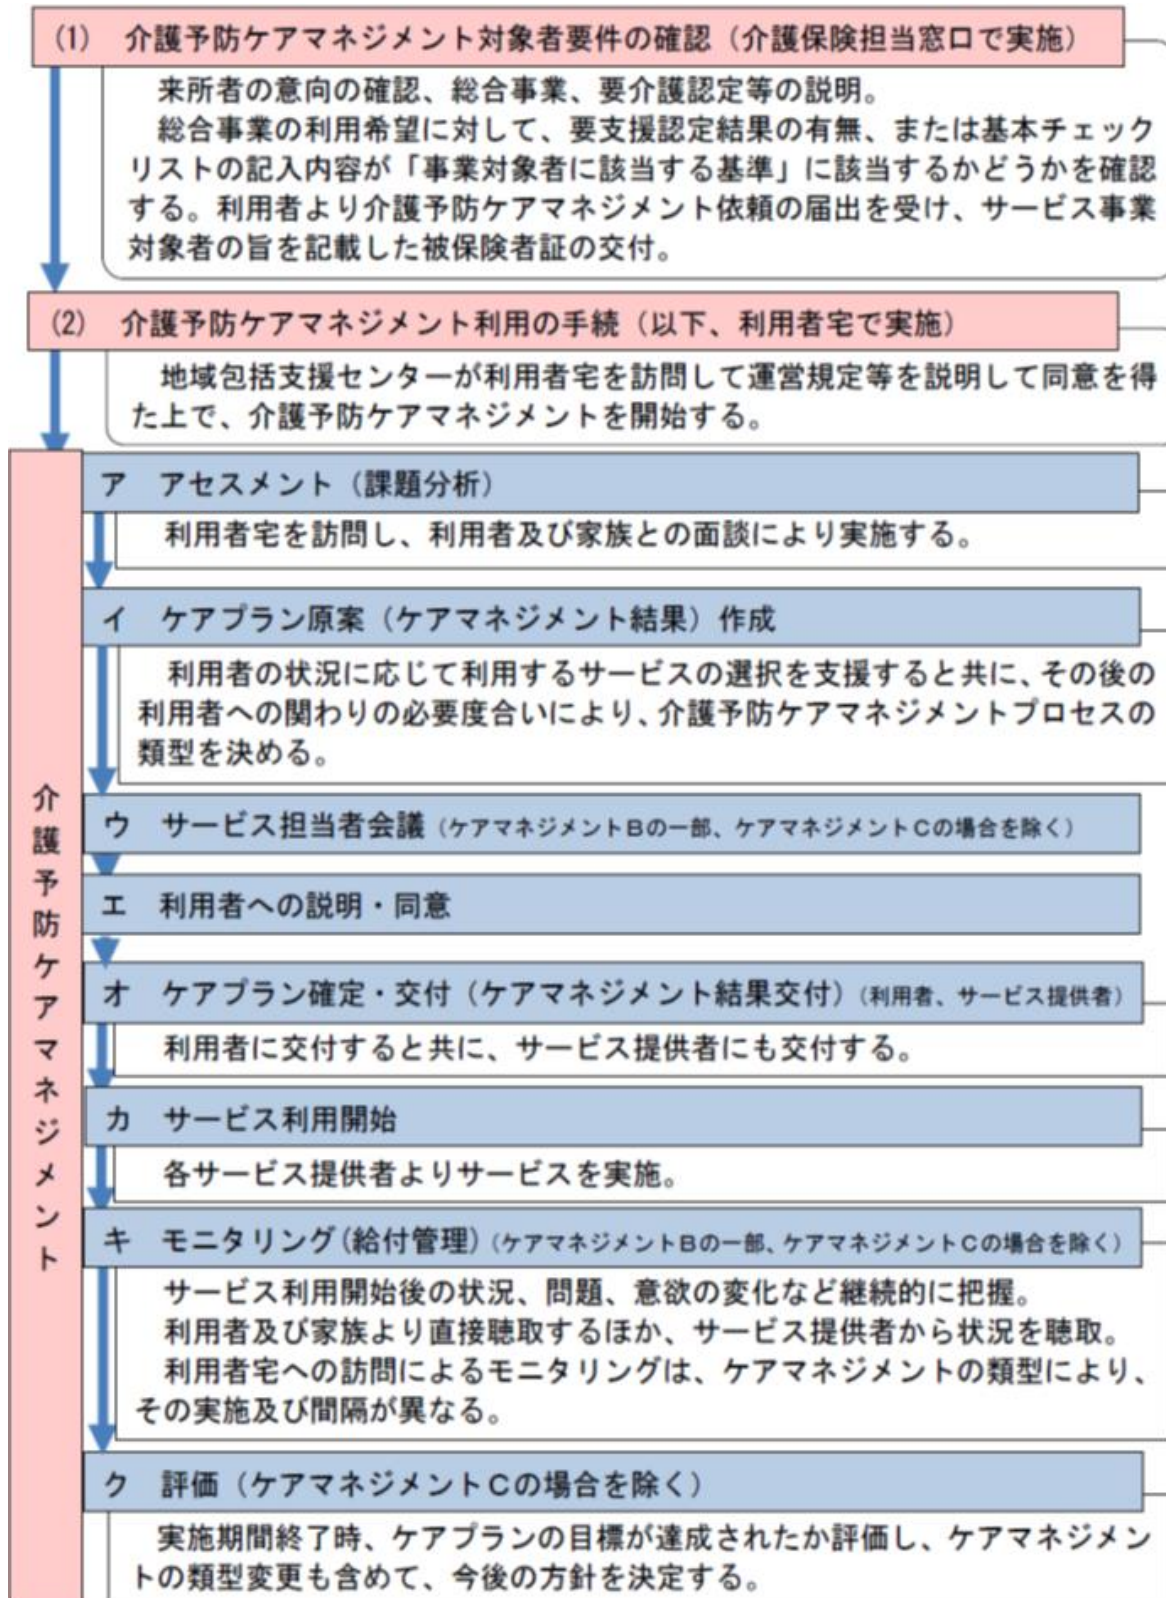 (1) 介護予防ケアマネジメント対象者要件の確認（介護保険担当窓口で実施）
来所者の意向の確認、総合事業、要介護認定等の説明。
総合事業の利用希望に対して、要支援認定結果の有無、または基本チェック
リストの記入内容が「事業対象者に該当する基準」に該当するかどうかを確認
する。利用者より介護予防ケアマネジメント依頼の届出を受け、サービス事業
対象者の旨を記載した被保険者証の交付。
(2) 介護予防ケアマネジメント利用の手続（以下、利用者宅で実施）
地域包括支援センターが利用者宅を訪問して運営規定等を説明して同意を得
た上で、介護予防ケアマネジメントを開始する。
介護予防ケアマネジメント
ア アセスメント（課題分析）
利用者宅を訪問し、利用者及び家族との面談により実施する。
イ ケアプラン原案（ケアマネジメント結果）作成
利用者の状況に応じて利用するサービスの選択を支援すると共に、その後の
利用者への関わりの必要度合いにより、介護予防ケアマネジメントプロセスの
類型を決める。
ウ サービス担当者会議（ケアマネジメントＢの一部、ケアマネジメントＣの場合を除く）
エ 利用者への説明・同意
オ ケアプラン確定・交付（ケアマネジメント結果交付）（利用者、サービス提供者）
利用者に交付すると共に、サービス提供者にも交付する。
カ サービス利用開始
各サービス提供者よりサービスを実施。
キ モニタリング(給付管理)（ケアマネジメントＢの一部、ケアマネジメントＣの場合を除く）
サービス利用開始後の状況、問題、意欲の変化など継続的に把握。
利用者及び家族より直接聴取するほか、サービス提供者から状況を聴取。
利用者宅への訪問によるモニタリングは、ケアマネジメントの類型により、
その実施及び間隔が異なる。
ク 評価（ケアマネジメントＣの場合を除く）
実施期間終了時、ケアプランの目標が達成されたか評価し、ケアマネジメン
トの類型変更も含めて、今後の方針を決定する。